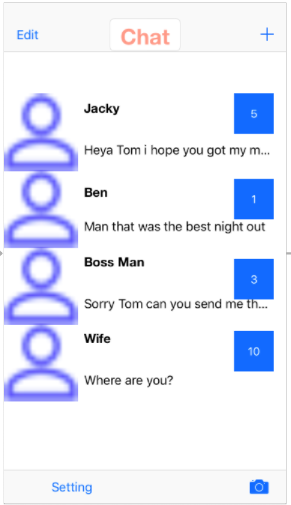 Edit
Chat
+
Jacky
5
Heya Tom i hope you got my m...
Ben
1
Man that was the best night out
Boss Man
3
Sorry Tom can you send me th...
Wife
10
Where are you?
Setting